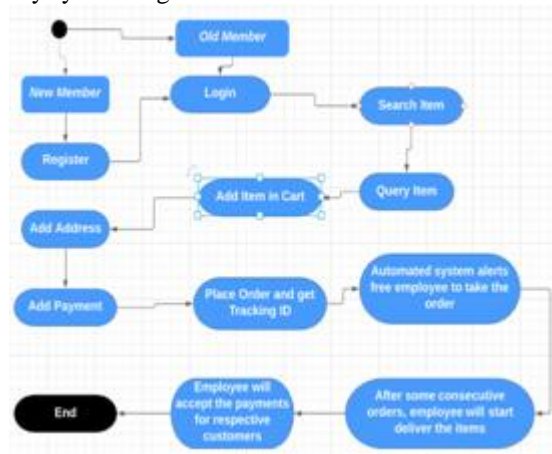 Old Member
New Member
Login
Search Item
Register
Query Item
Add Item in Cart
Add Address
Automated system alerts
free employee to take the
order
Place Order and get
Tracking ID
Add Payment
Employee will
accept the payments
for respective
customers
After some consecutive
orders, employee will start
deliver the items
End